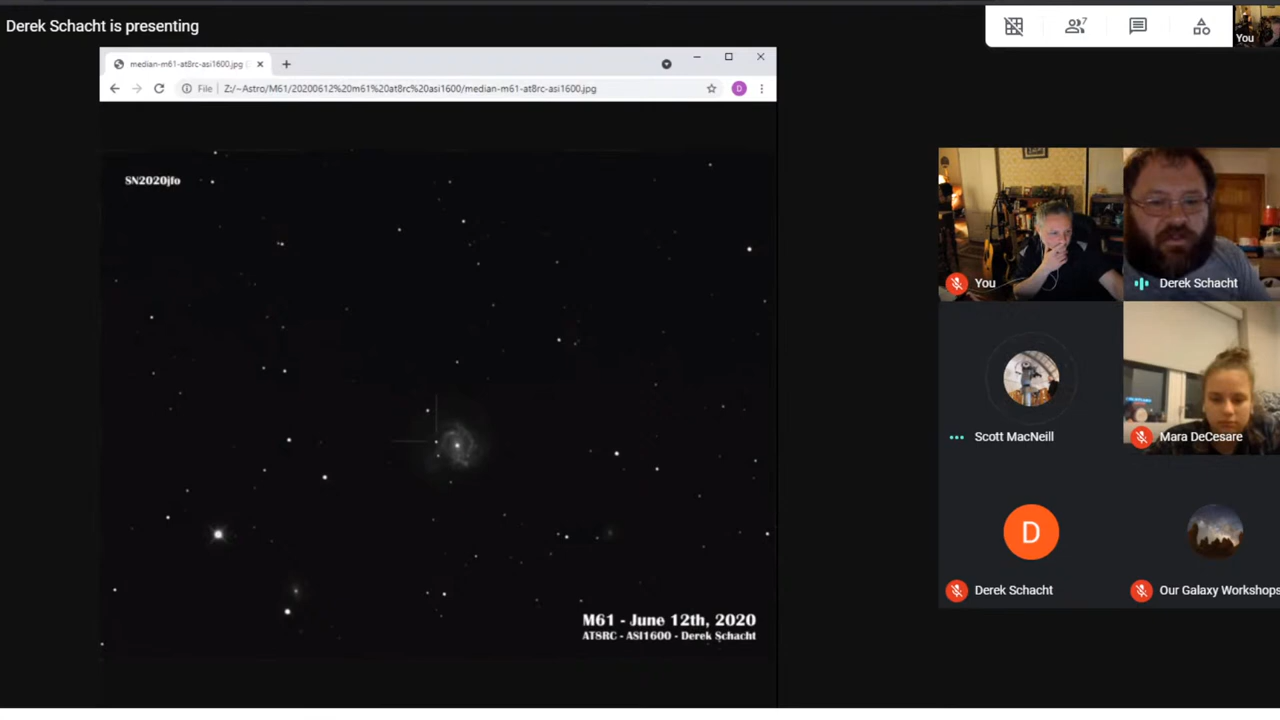 Derek Schacht is presenting
7
You
median-m61-at8rc-asi1600.jpg
D
File
Z:/~Astro/M61/20200612%20m61%20at8rc%20asi1600/median-m61-at8rc-asi1600.jpg
SN2020jfo
M61 - June 12th, 2020
AT8RC - ASI1600 - Derek Schacht
You
Derek Schacht
Scott MacNeill
Mara DeCesare
D
Derek Schacht
Our Galaxy Workshops